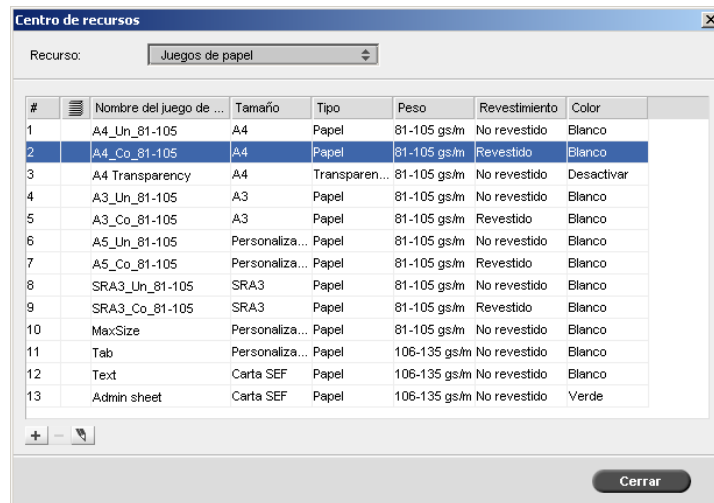 Centro de recursos
Recurso: Juegos de papel
# Nombre del juego de ... Tamaño Tipo Peso Revestimiento Color
1 A4_Un_81-105 A4 Papel 81-105 gs/m No revestido Blanco
2 A4_Co_81-105 A4 Papel 81-105 gs/m Revestido Blanco
3 A4 Transparency A4 Transparen... 81-105 gs/m No revestido Desactivar
4 A3_Un_81-105 A3 Papel 81-105 gs/m No revestido Blanco
5 A3_Co_81-105 A3 Papel 81-105 gs/m Revestido Blanco
6 A5_Un_81-105 Personaliza... Papel 81-105 gs/m No revestido Blanco
7 A5_Co_81-105 Personaliza... Papel 81-105 gs/m Revestido Blanco
8 SRA3_Un_81-105 SRA3 Papel 81-105 gs/m No revestido Blanco
9 SRA3_Co_81-105 SRA3 Papel 81-105 gs/m Revestido Blanco
10 MaxSize Personaliza... Papel 81-105 gs/m No revestido Blanco
11 Tab Personaliza... Papel 106-135 gs/m No revestido Blanco
12 Text Carta SEF Papel 106-135 gs/m No revestido Blanco
13 Admin sheet Carta SEF Papel 106-135 gs/m No revestido Verde
Cerrar